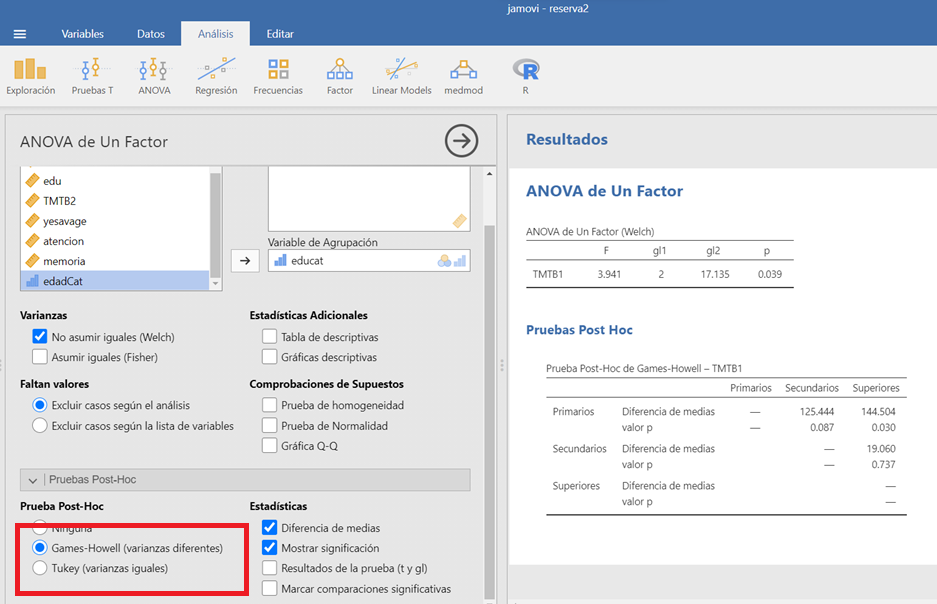 jamovi - reserva2
Variables Datos Análisis Editar
Exploración Pruebas T ANOVA Regresión Frecuencias Factor Linear Models medmod R
ANOVA de Un Factor
edu
TMTB2
yesavage
atencion
memoria
edadCat
Variable de Agrupación
educat
Varianzas
No asumir iguales (Welch)
Asumir iguales (Fisher)
Estadísticas Adicionales
Tabla de descriptivas
Gráficas descriptivas
Faltan valores
Excluir casos según el análisis
Excluir casos según la lista de variables
Comprobaciones de Supuestos
Prueba de homogeneidad
Prueba de Normalidad
Gráfica Q-Q
Pruebas Post-Hoc
Prueba Post-Hoc
Ninguna
Games-Howell (varianzas diferentes)
Tukey (varianzas iguales)
Estadísticas
Diferencia de medias
Mostrar significación
Resultados de la prueba (t y gl)
Marcar comparaciones significativas
Resultados
ANOVA de Un Factor
ANOVA de Un Factor (Welch)
F gl1 gl2 p
TMTB1 3.941 2 17.135 0.039
Pruebas Post Hoc
Prueba Post-Hoc de Games-Howell – TMTB1
Primarios Secundarios Superiores
Primarios Diferencia de medias — 125.444 144.504
valor p — 0.087 0.030
Secundarios Diferencia de medias — 19.060
valor p — 0.737
Superiores Diferencia de medias —
valor p —